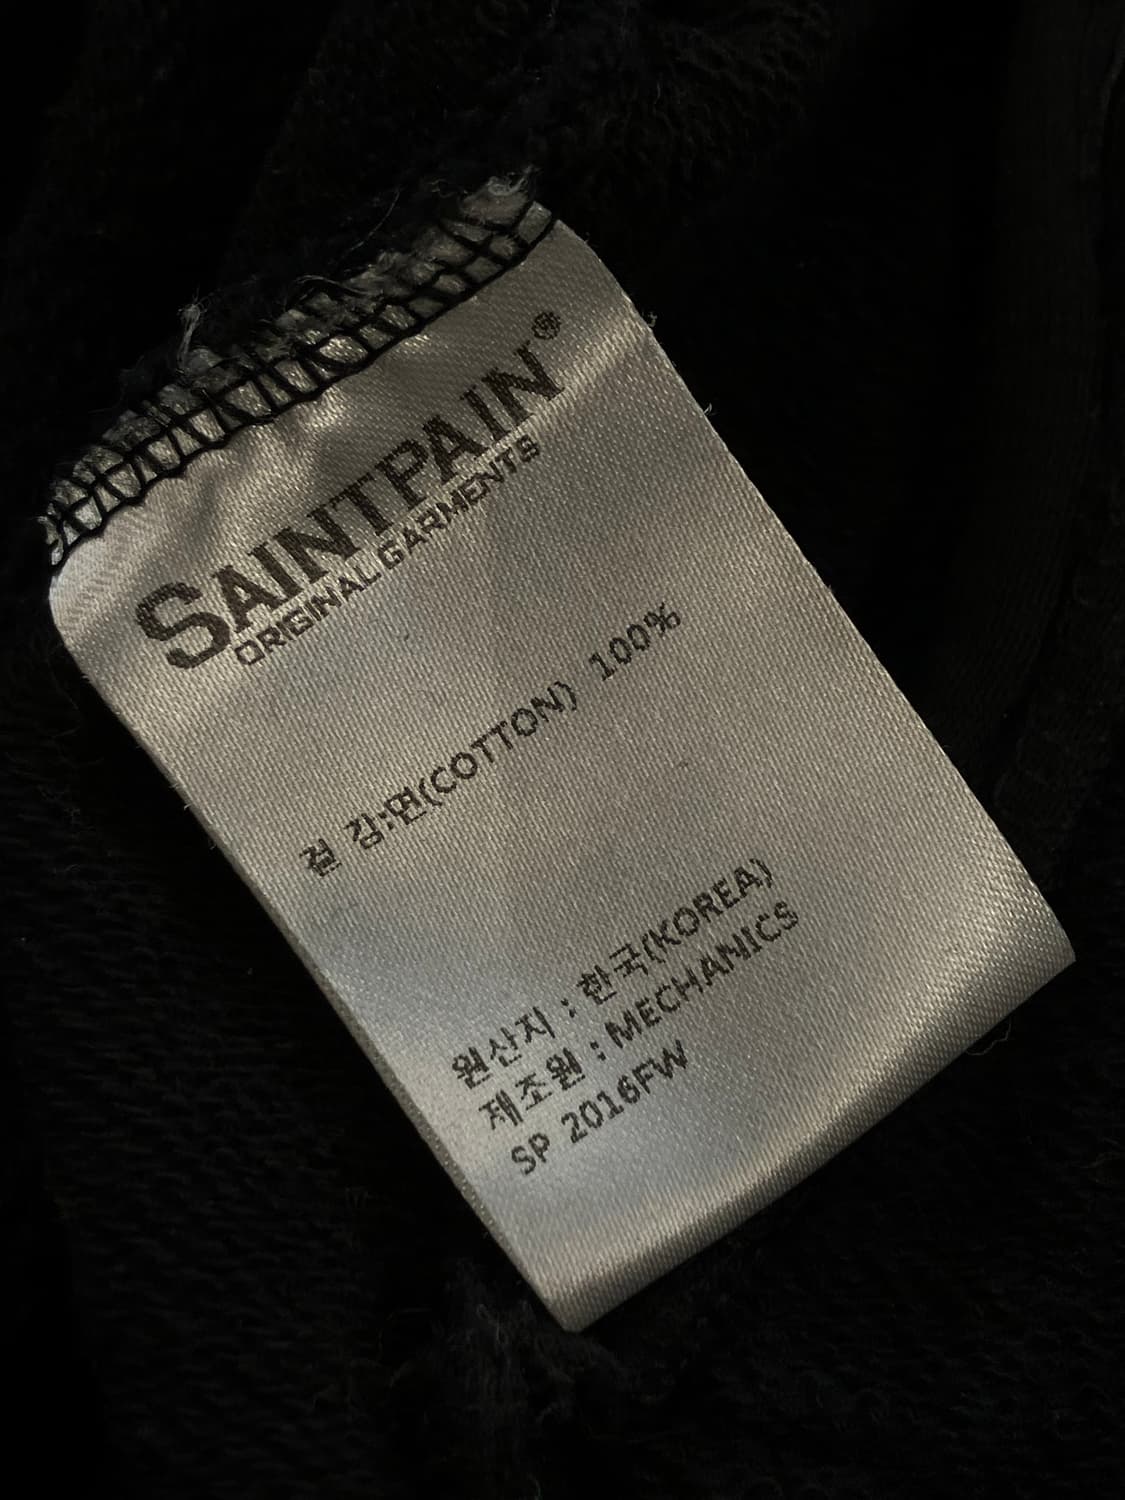 SAINTPAIN®
ORIGINAL GARMENTS
겉 감:면(COTTON) 100%
원산지 : 한국(KOREA)
제조원 : MECHANICS
SP 2016FW